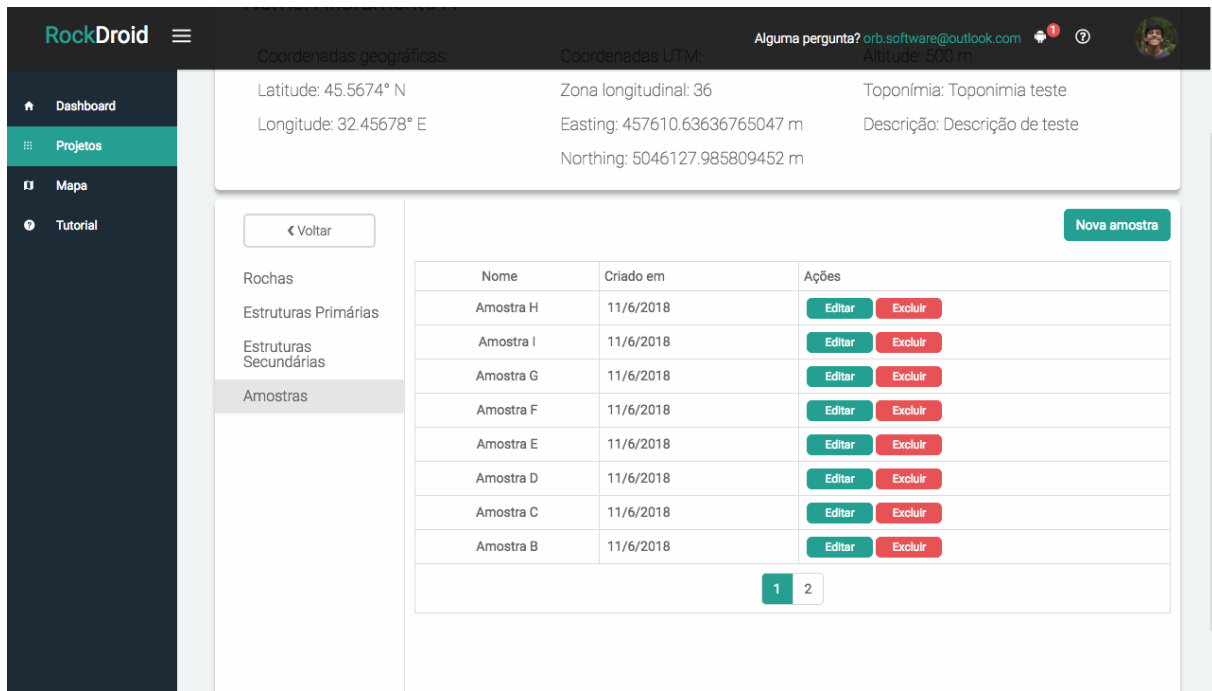 RockDroid
Alguma pergunta? orb.software@outlook.com
1
Dashboard
Projetos
Mapa
Tutorial
Nome: Afloramento A
Coordenadas geográficas:
Latitude: 45.5674° N
Longitude: 32.45678° E
Coordenadas UTM:
Zona longitudinal: 36
Easting: 457610.63636765047 m
Northing: 5046127.985809452 m
Altitude: 500 m
Toponímia: Toponimia teste
Descrição: Descrição de teste
Voltar
Rochas
Estruturas Primárias
Estruturas
Secundárias
Amostras
Nova amostra
Nome Criado em Ações
Amostra H 11/6/2018 Editar Excluir
Amostra I 11/6/2018 Editar Excluir
Amostra G 11/6/2018 Editar Excluir
Amostra F 11/6/2018 Editar Excluir
Amostra E 11/6/2018 Editar Excluir
Amostra D 11/6/2018 Editar Excluir
Amostra C 11/6/2018 Editar Excluir
Amostra B 11/6/2018 Editar Excluir
1 2